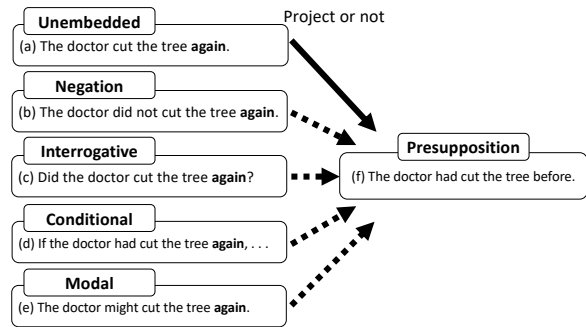 Unembedded
Project or not
(a) The doctor cut the tree again.
Negation
(b) The doctor did not cut the tree again.
Interrogative
(c) Did the doctor cut the tree again?
Presupposition
(f) The doctor had cut the tree before.
Conditional
(d) If the doctor had cut the tree again, . . .
Modal
(e) The doctor might cut the tree again.